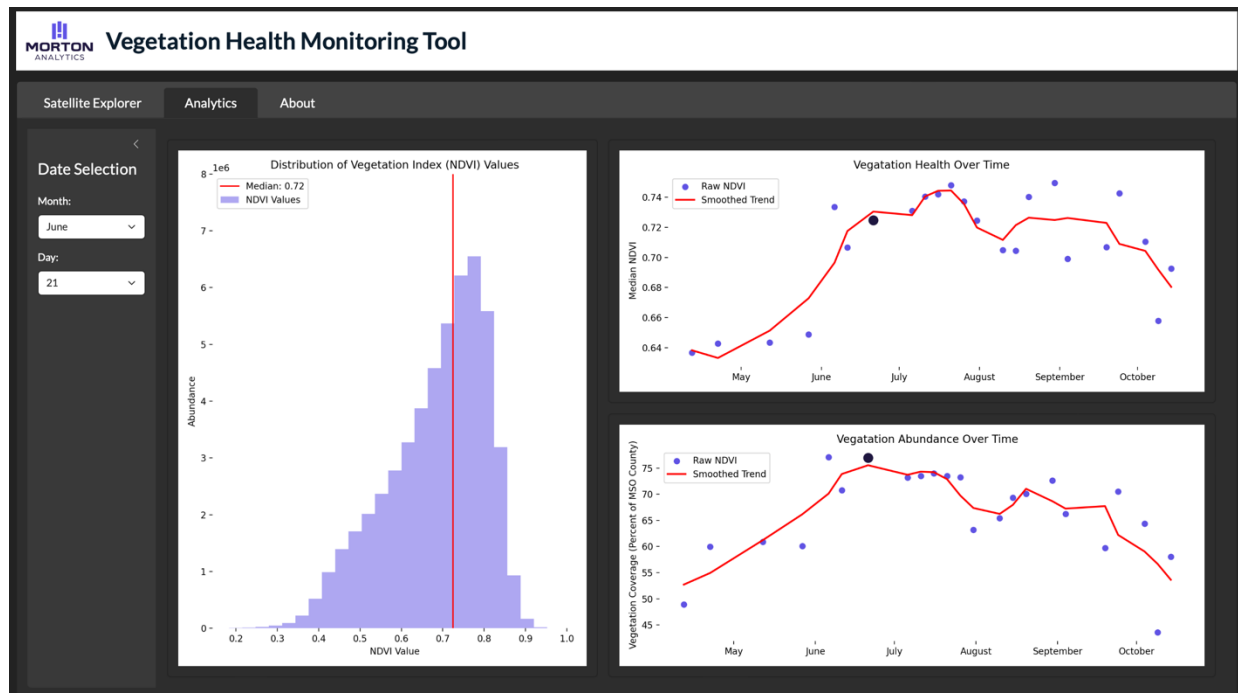 MORTON
ANALYTICS
Vegetation Health Monitoring Tool
Satellite Explorer
Analytics
About
Date Selection
Month:
June
Day:
21
Distribution of Vegetation Index (NDVI) Values
1e6
Median: 0.72
NDVI Values
8
7
6
5
4
3
2
1
0
Abundance
0.2 0.3 0.4 0.5 0.6 0.7 0.8 0.9 1.0
NDVI Value
Vegatation Health Over Time
Raw NDVI
Smoothed Trend
0.74
0.72
0.70
0.68
0.66
0.64
Median NDVI
May June July August September October
Vegatation Abundance Over Time
Raw NDVI
Smoothed Trend
75
70
65
60
55
50
45
Vegetation Coverage (Percent of MSO County)
May June July August September October